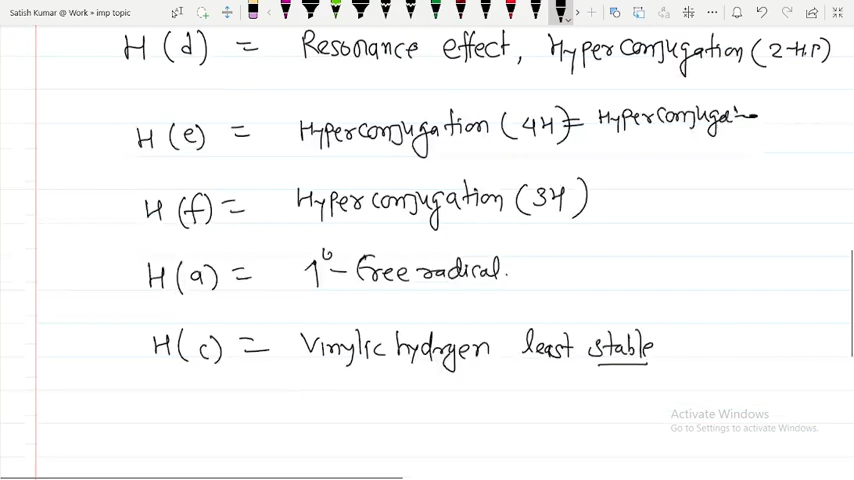 Satish Kumar @ Work » imp topic
H (d) = Resonance effect, Hyperconjugation (2-H.P)
H (e) = Hyperconjugation (4H) = Hyperconjugatio
H (f) = Hyperconjugation (3H)
H (a) = 1° - free radical.
H (c) = Vinylic hydrogen least stable
Activate Windows
Go to Settings to activate Windows.